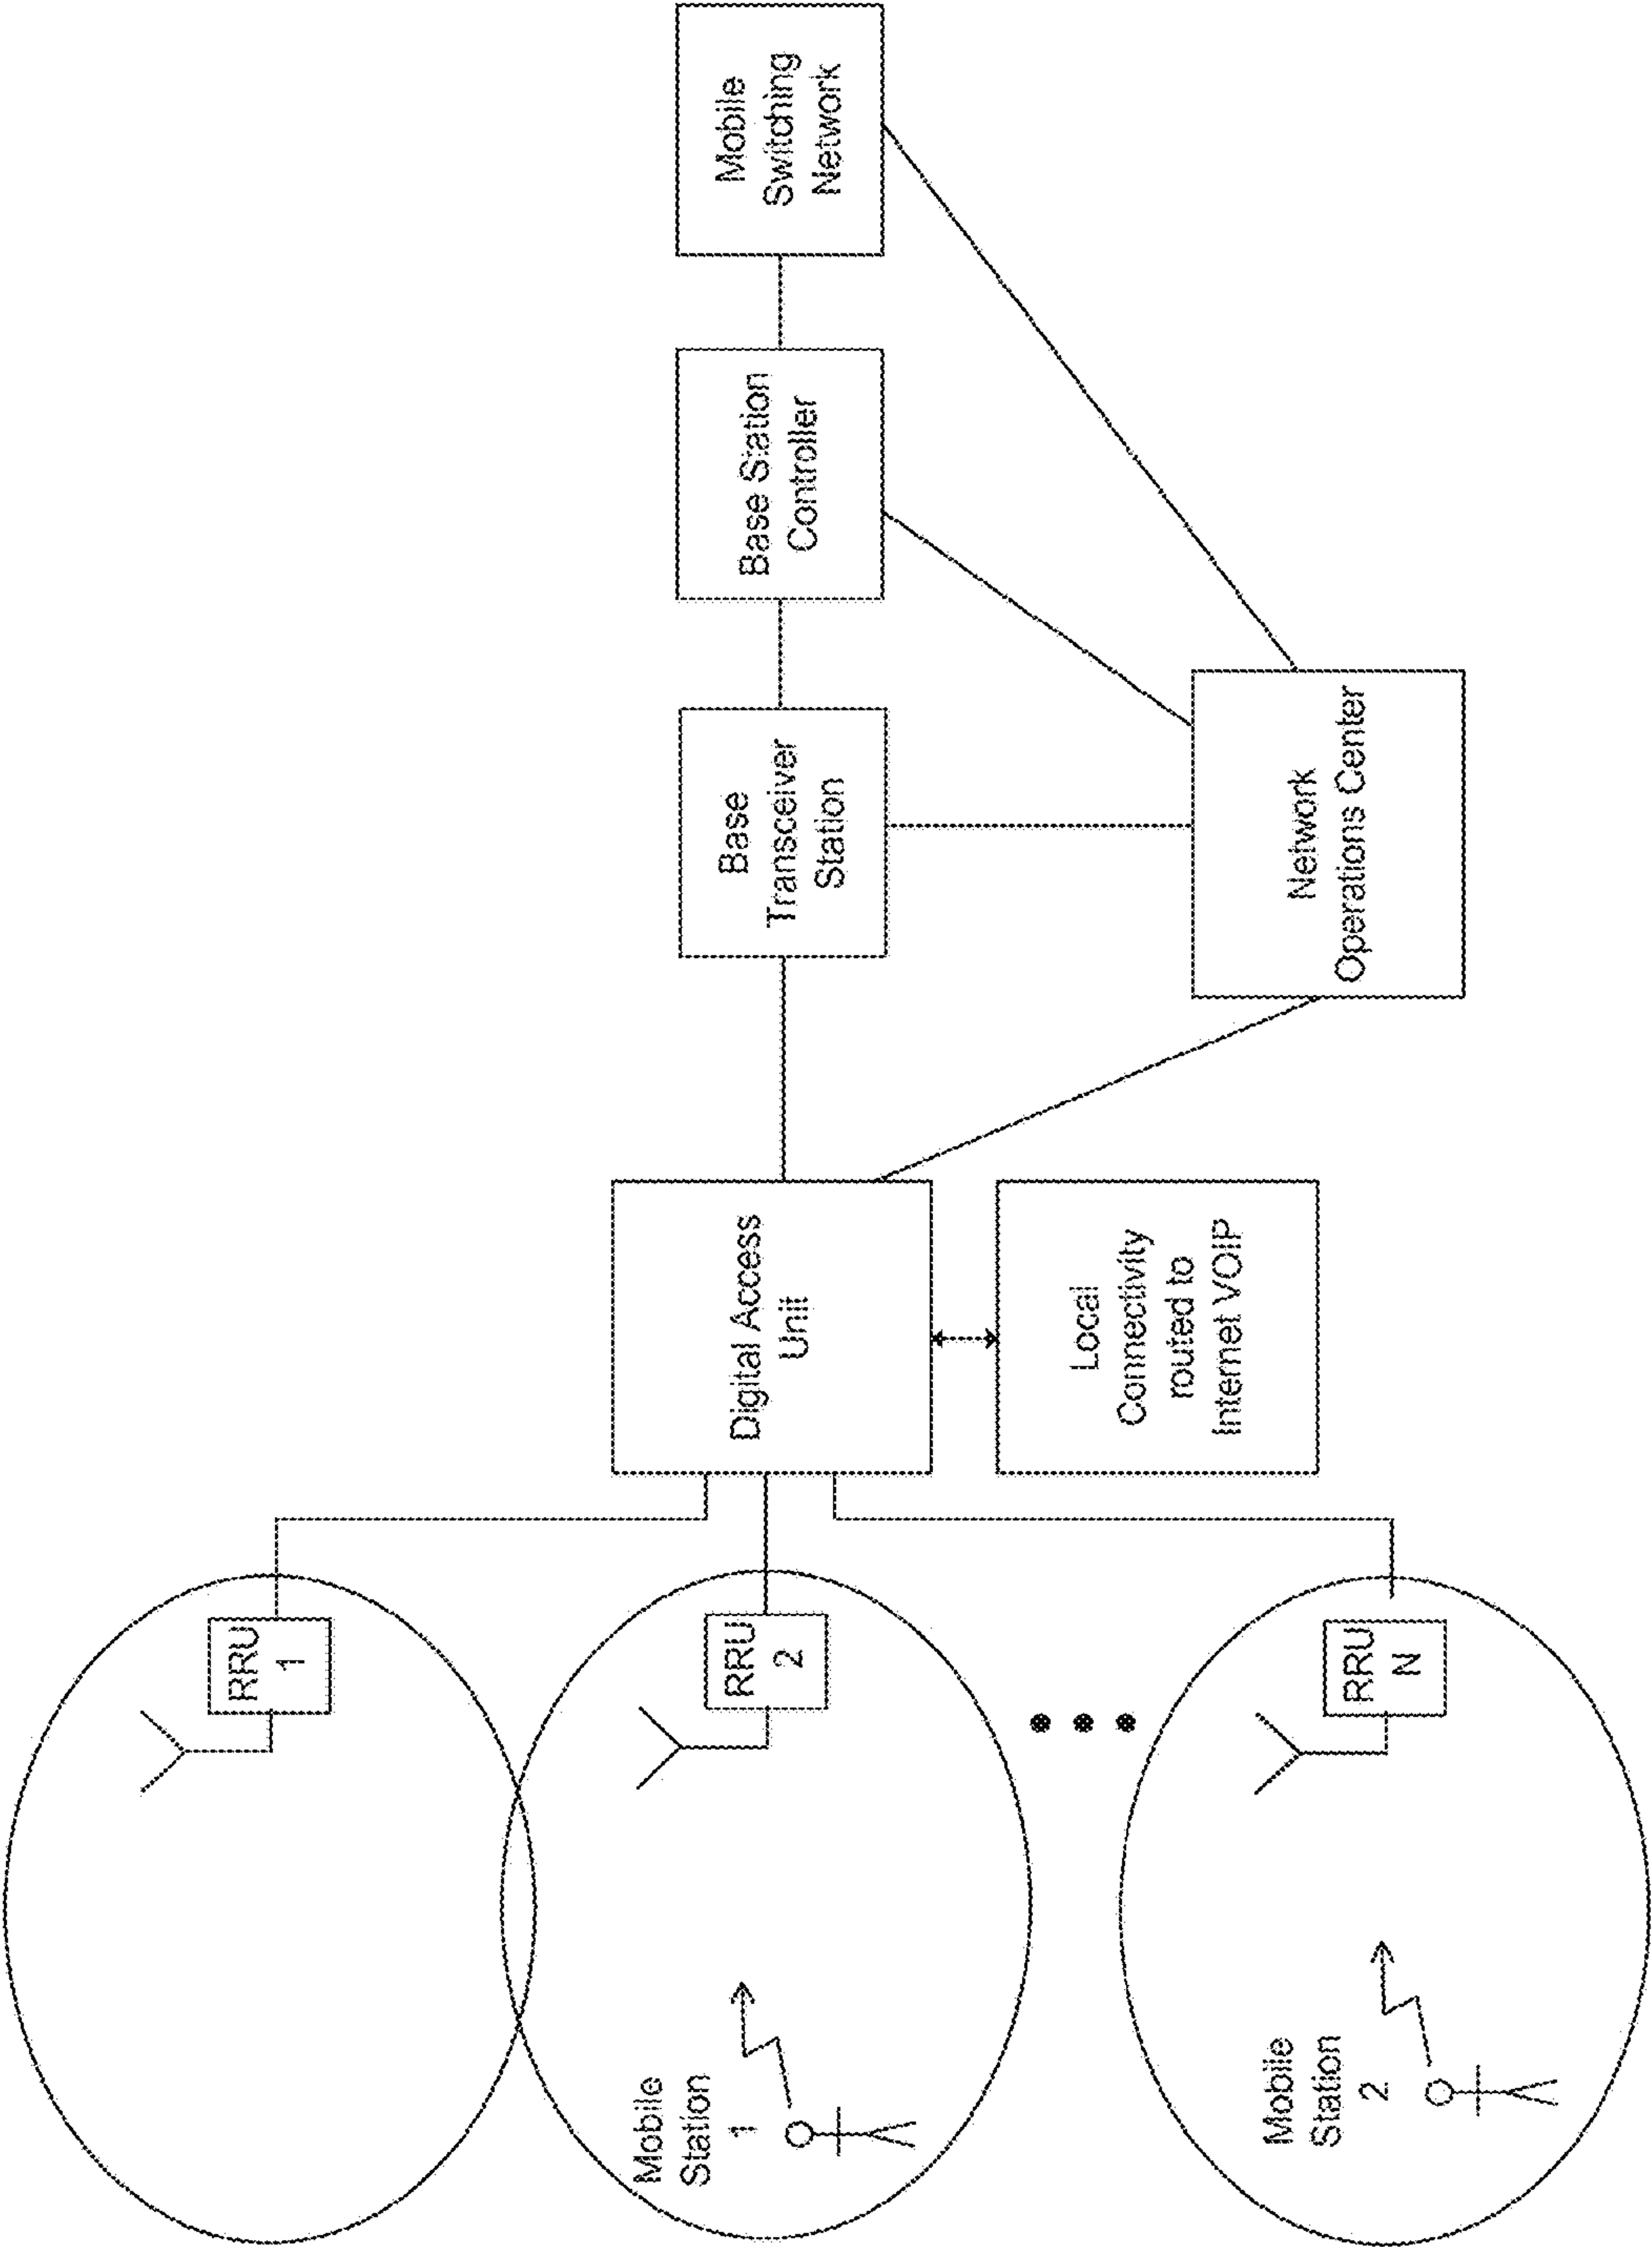 RRU
1
RRU
2
Mobile
Station
1
RRU
N
Mobile
Station
2
Digital Access
Unit
Local
Connectivity
routed to
Internet VOIP
Base
Transceiver
Station
Network
Operations Center
Base Station
Controller
Mobile
Switching
Network